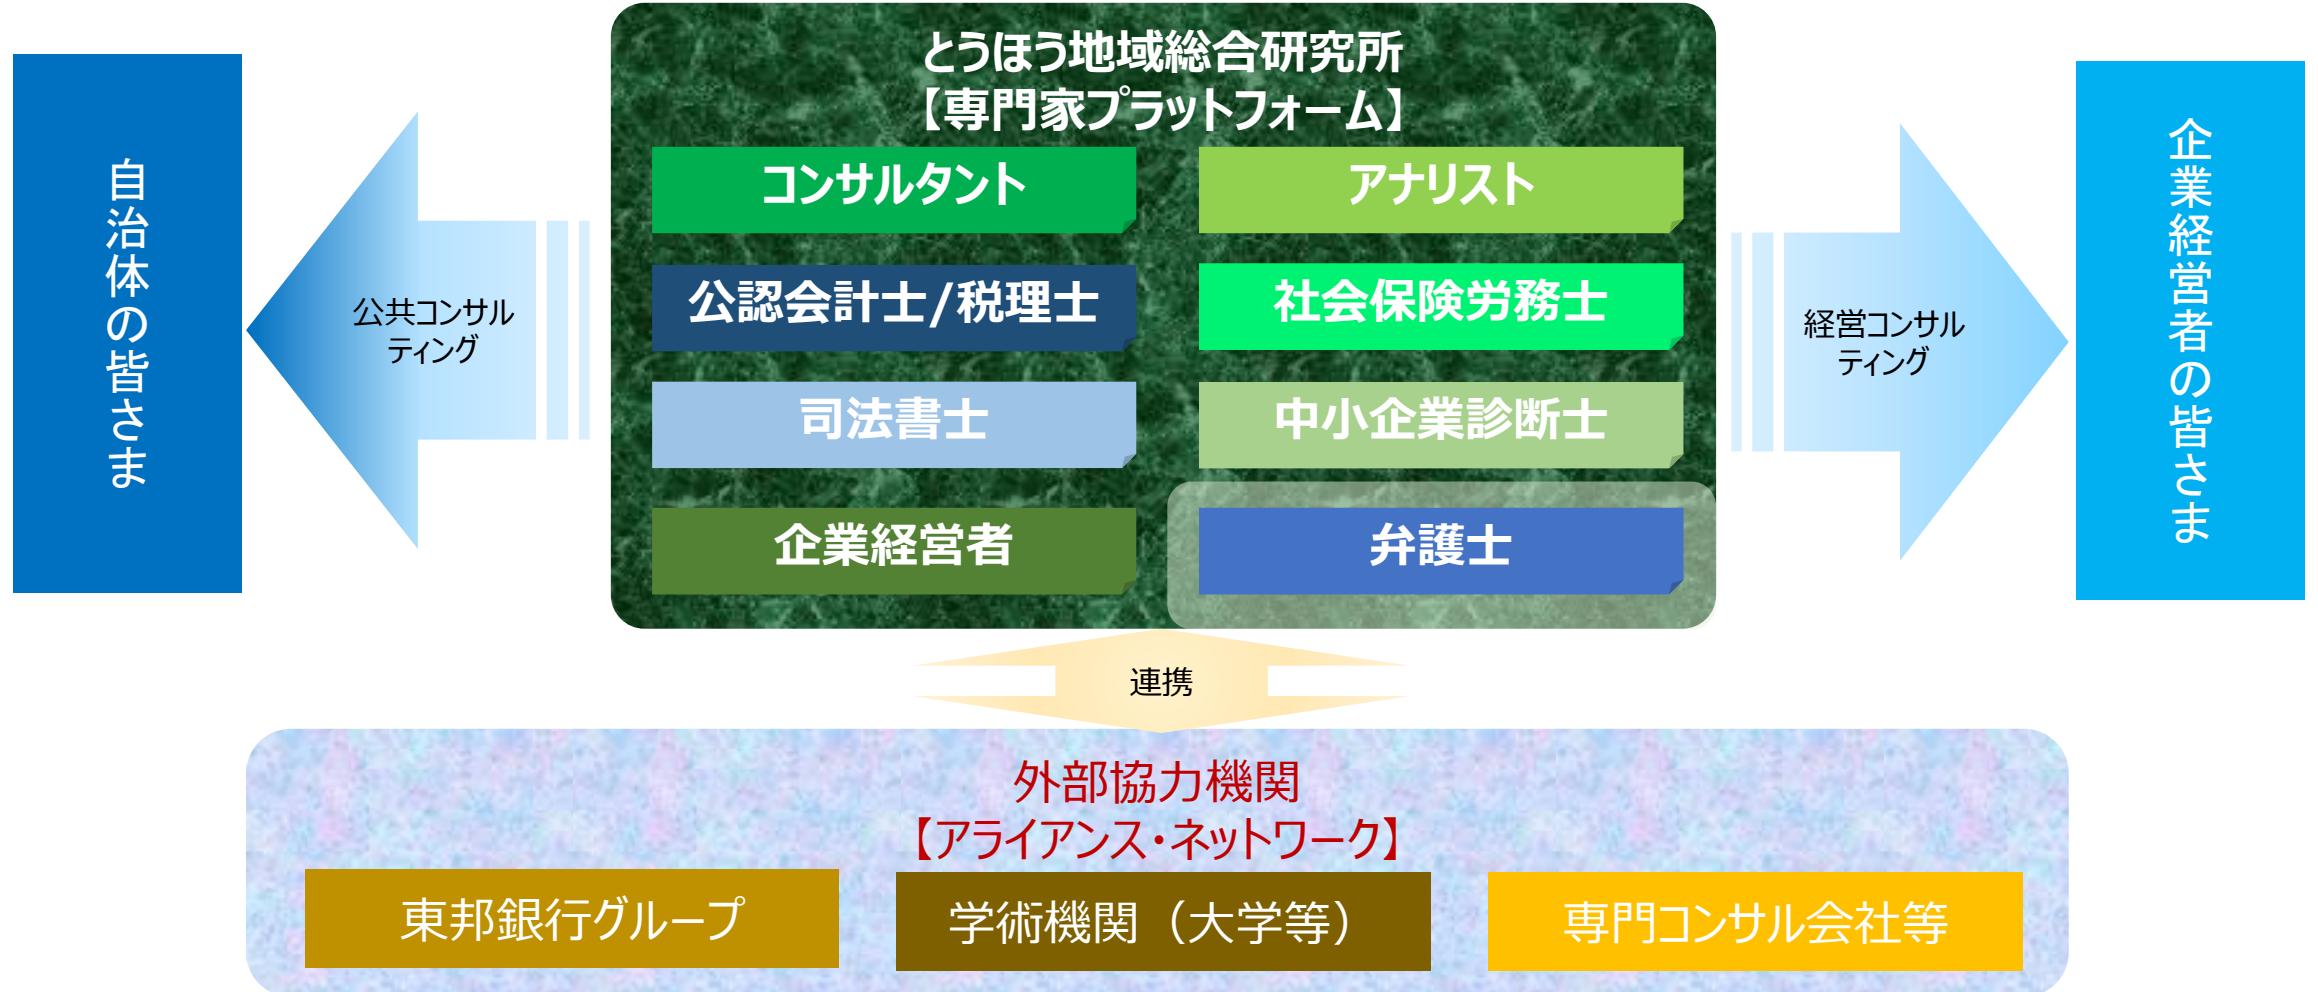 とうほう地域総合研究所
【専門家プラットフォーム】
自治体の皆さま
公共コンサル
ティング
コンサルタント
アナリスト
公認会計士/税理士
社会保険労務士
司法書士
中小企業診断士
企業経営者
弁護士
経営コンサル
ティング
企業経営者の皆さま
連携
外部協力機関
【アライアンス・ネットワーク】
東邦銀行グループ
学術機関（大学等）
専門コンサル会社等